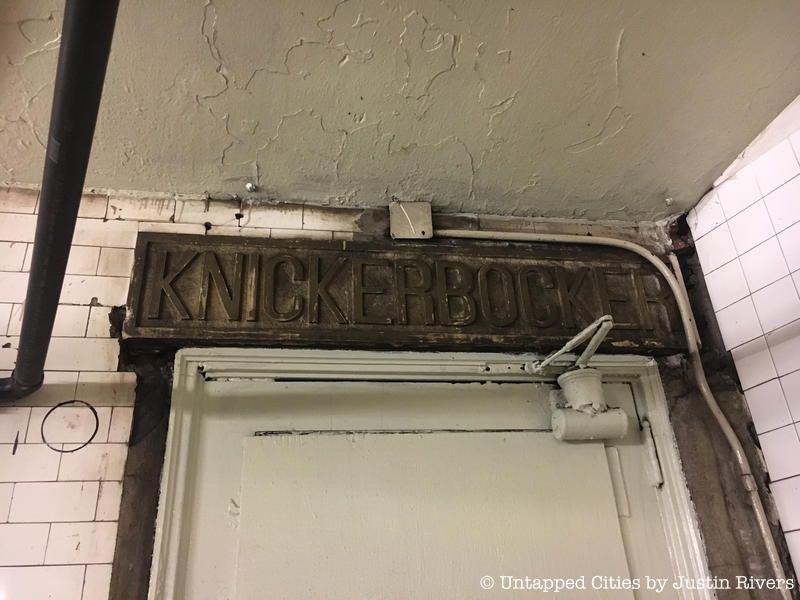 KNICKERBOCKER
© Untapped Cities by Justin Rivers